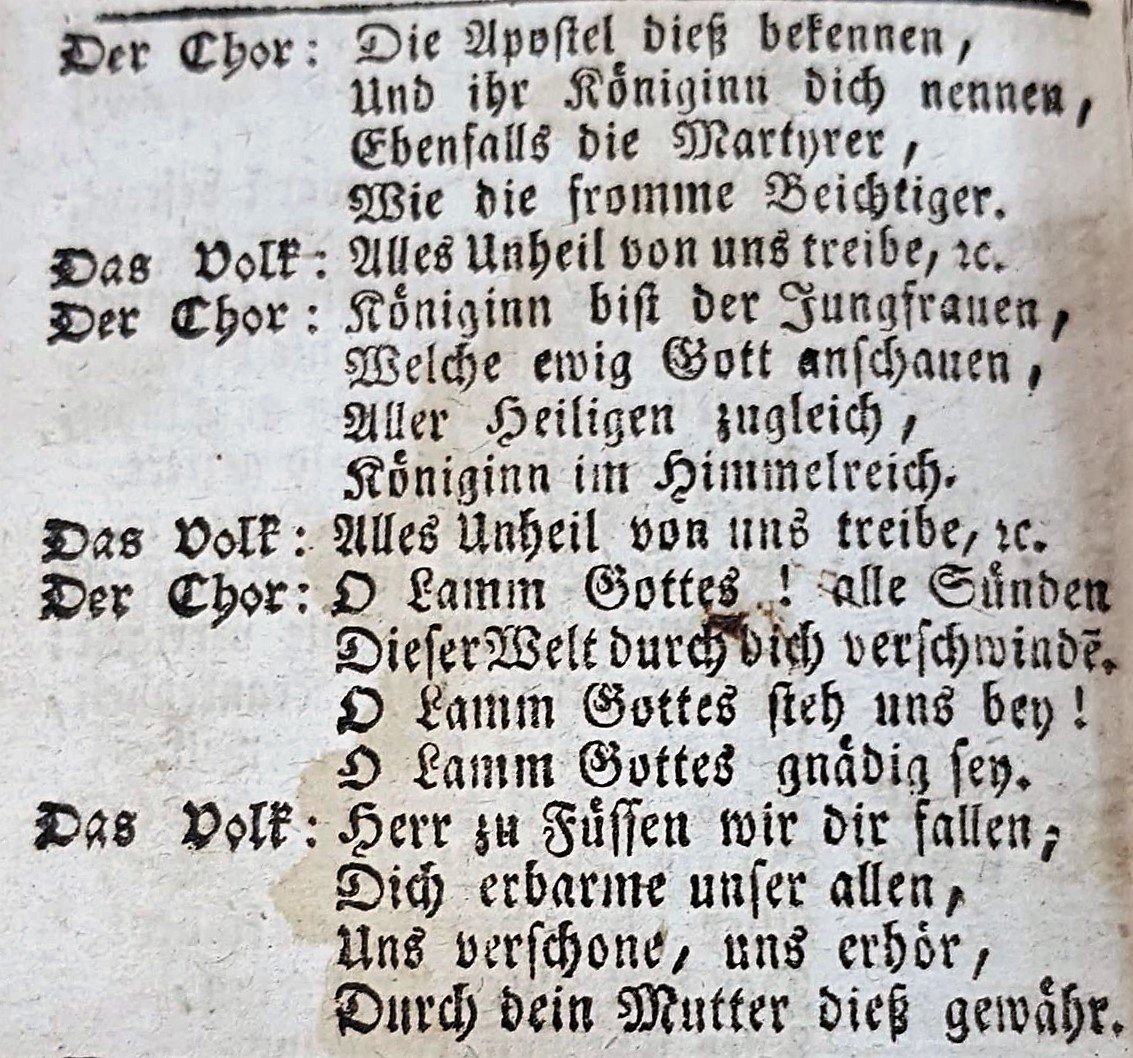 Der Chor: Die Apoſtel dieß bekennen,
Und ihr Königinn dich nennen,
Ebenfalls die Martyrer,
Wie die fromme Beichtiger.
Das Volk: Alles Unheil von uns treibe, ꝛc.
Der Chor: Königinn biſt der Jungfrauen,
Welche ewig Gott anſchauen,
Aller Heiligen zugleich,
Königinn im Himmelreich.
Das Volk: Alles Unheil von uns treibe, ꝛc.
Der Chor: O Lamm Gottes ! alle Sünden
Dieſer Welt durch dich verſchwindē.
O Lamm Gottes ſteh uns bey!
O Lamm Gottes gnädig ſey.
Das Volk: Herr zu Füſſen wir dir fallen,
Dich erbarme unſer allen,
Uns verſchone, uns erhör,
Durch dein Mutter dieß gewähr.